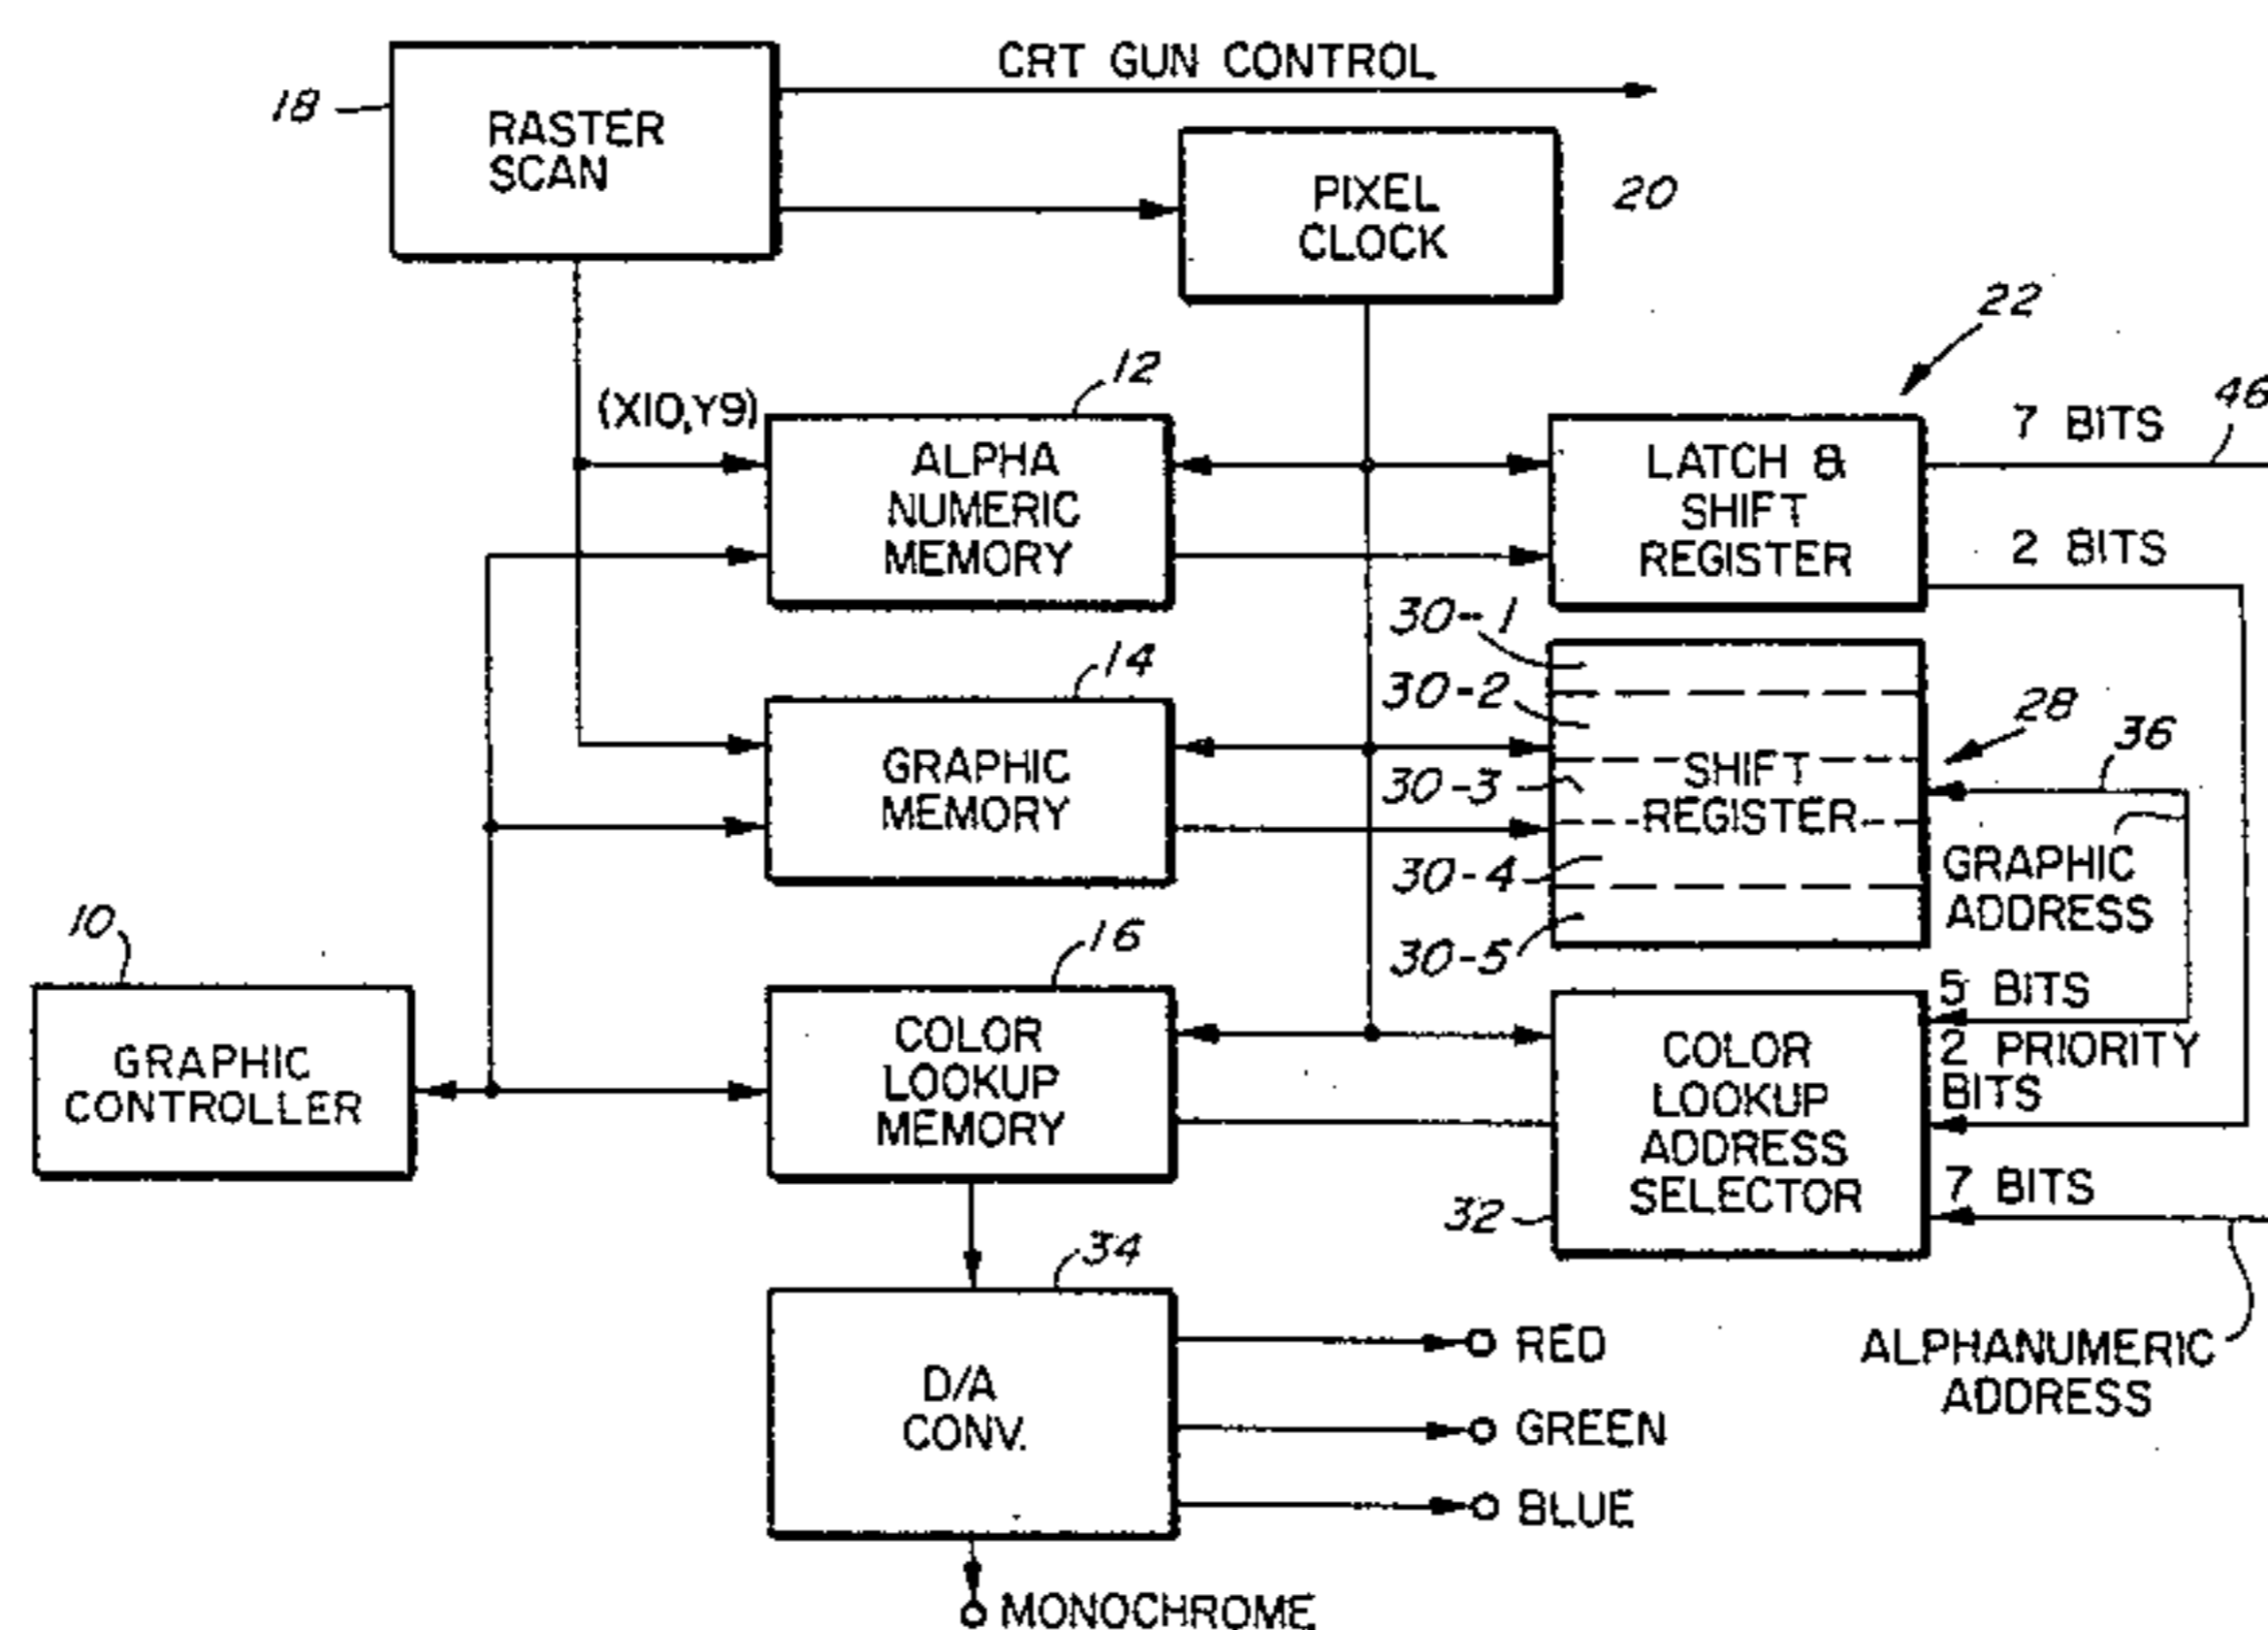 CRT GUN CONTROL
18
RASTER
SCAN
PIXEL
CLOCK
20
22
12
(X10,Y9)
ALPHA
NUMERIC
MEMORY
LATCH &
SHIFT
REGISTER
7 BITS
46
2 BITS
30-1
14
30-2
28
GRAPHIC
MEMORY
SHIFT
REGISTER
36
30-3
30-4
GRAPHIC
ADDRESS
10
16
30-5
GRAPHIC
CONTROLLER
COLOR
LOOKUP
MEMORY
COLOR
LOOKUP
ADDRESS
SELECTOR
5 BITS
2 PRIORITY
BITS
7 BITS
32
34
D/A
CONV.
RED
GREEN
BLUE
ALPHANUMERIC
ADDRESS
MONOCHROME